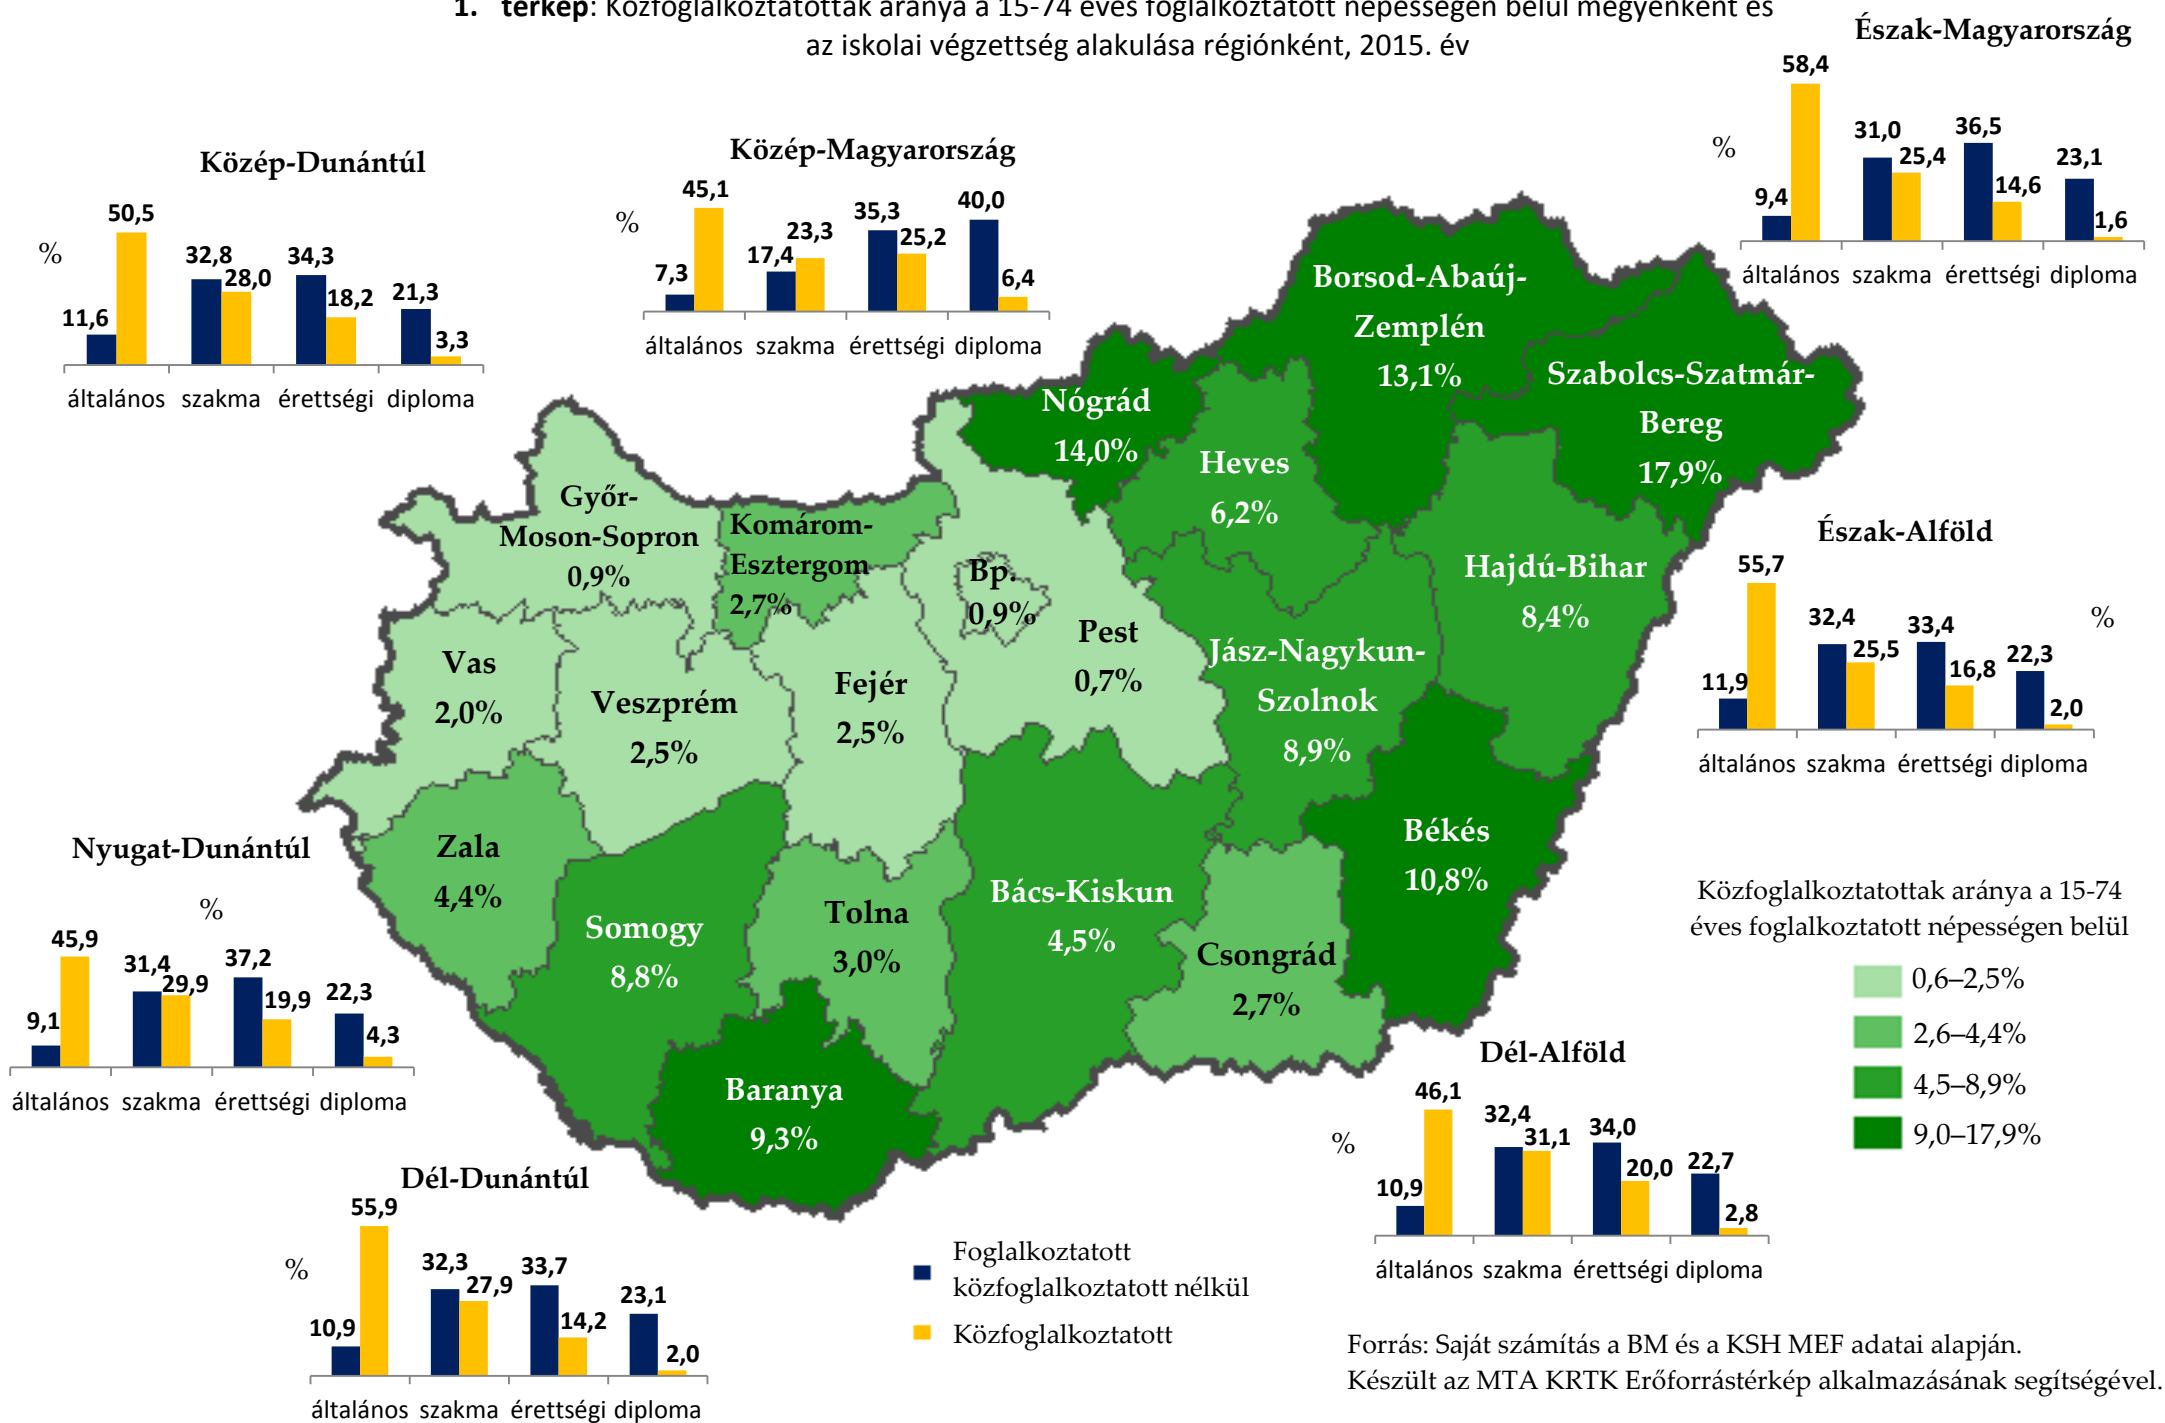 1. térkép: Közfoglalkoztatottak aránya a 15-74 éves foglalkoztatott népességen belül megyénként és
az iskolai végzettség alakulása régiónként, 2015. év
Észak-Magyarország
%
58,4
31,0
36,5
25,4
23,1
9,4
14,6
1,6
általános szakma érettségi diploma
Közép-Dunántúl
%
50,5
32,8
34,3
28,0
18,2
21,3
11,6
3,3
általános szakma érettségi diploma
Közép-Magyarország
%
45,1
35,3
40,0
23,3
25,2
17,4
7,3
6,4
általános szakma érettségi diploma
Borsod-Abaúj-
Zemplén
13,1%
Szabolcs-Szatmár-
Bereg
17,9%
Nógrád
14,0%
Heves
6,2%
Győr-
Moson-Sopron
0,9%
Komárom-
Esztergom
2,7%
Bp.
0,9%
Pest
0,7%
Hajdú-Bihar
8,4%
Jász-Nagykun-
Szolnok
8,9%
Vas
2,0%
Veszprém
2,5%
Fejér
2,5%
Észak-Alföld
%
55,7
32,4
33,4
25,5
22,3
11,9
16,8
2,0
általános szakma érettségi diploma
Zala
4,4%
Somogy
8,8%
Tolna
3,0%
Bács-Kiskun
4,5%
Békés
10,8%
Csongrád
2,7%
Baranya
9,3%
Nyugat-Dunántúl
%
45,9
31,4
37,2
29,9
19,9
22,3
9,1
4,3
általános szakma érettségi diploma
Közfoglalkoztatottak aránya a 15-74
éves foglalkoztatott népességen belül
0,6–2,5%
2,6–4,4%
4,5–8,9%
9,0–17,9%
Dél-Alföld
%
46,1
32,4
34,0
31,1
20,0
22,7
10,9
2,8
általános szakma érettségi diploma
Dél-Dunántúl
%
55,9
32,3
33,7
27,9
23,1
10,9
14,2
2,0
általános szakma érettségi diploma
Foglalkoztatott
közfoglalkoztatott nélkül
Közfoglalkoztatott
Forrás: Saját számítás a BM és a KSH MEF adatai alapján.
Készült az MTA KRTK Erőforrástérkép alkalmazásának segítségével.